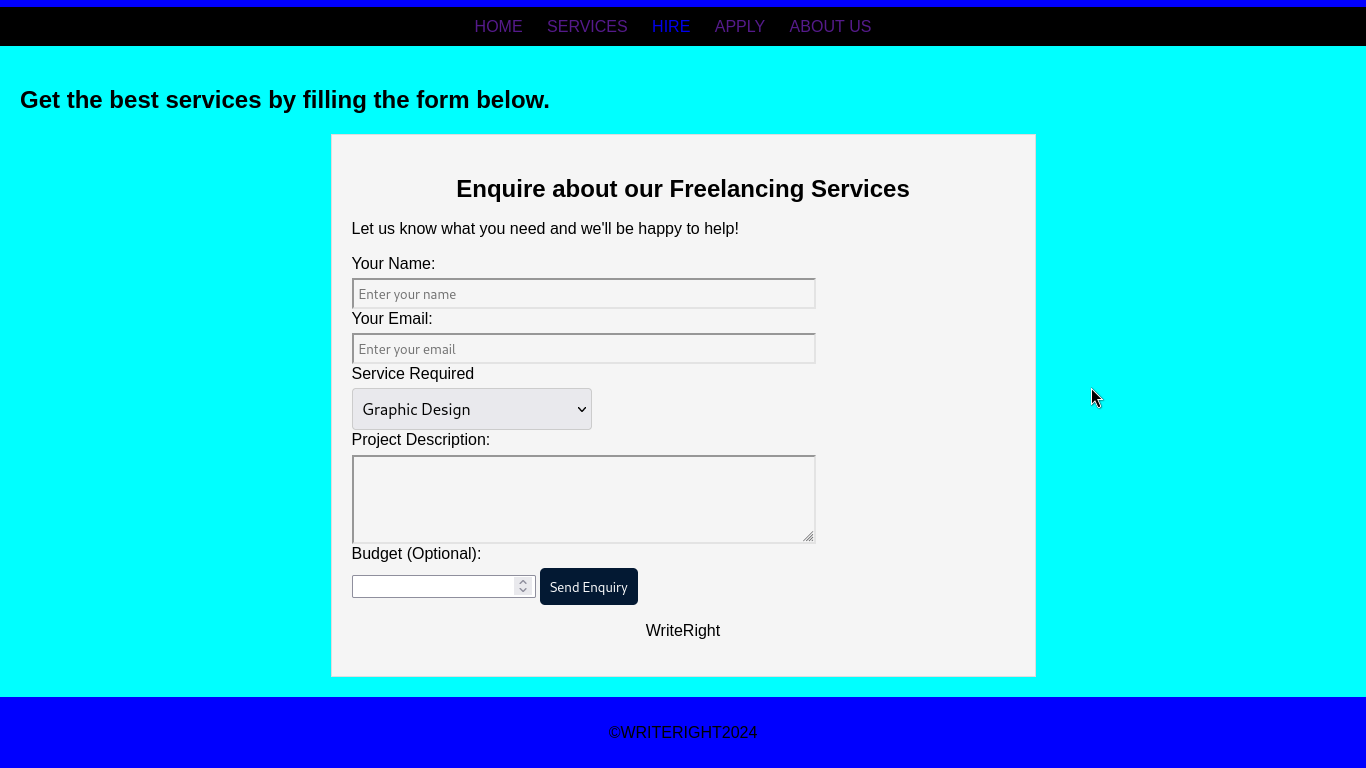 HOME SERVICES HIRE APPLY ABOUT US
Get the best services by filling the form below.
Enquire about our Freelancing Services
Let us know what you need and we'll be happy to help!
Your Name:
Enter your name
Your Email:
Enter your email
Service Required
Graphic Design
Project Description:
Budget (Optional):
Send Enquiry
WriteRight
©WRITERIGHT2024